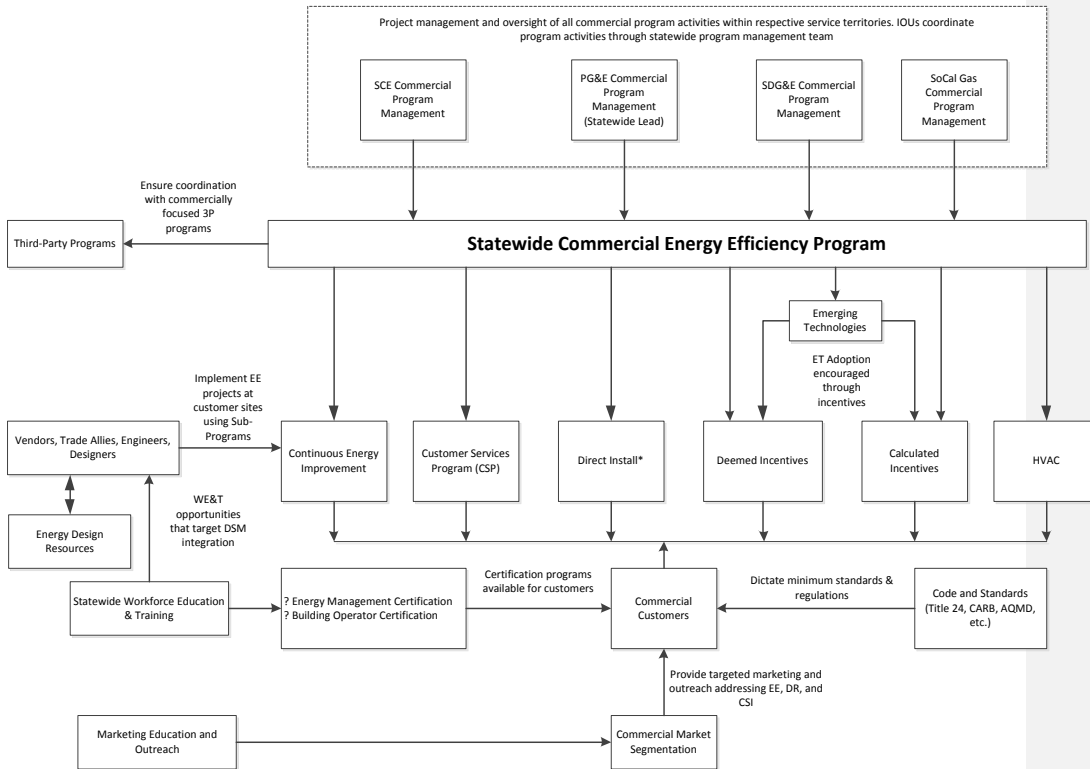 Project management and oversight of all commercial program activities within respective service territories. IOUs coordinate
program activities through statewide program management team
SCE Commercial
Program
Management
PG&E Commercial
Program
Management
(Statewide Lead)
SDG&E Commercial
Program
Management
SoCal Gas
Commercial
Program
Management
Ensure coordination
with commercially
focused 3P
programs
Third-Party Programs
Statewide Commercial Energy Efficiency Program
Emerging
Technologies
ET Adoption
encouraged
through
incentives
Implement EE
projects at
customer sites
using Sub-
Programs
Vendors, Trade Allies, Engineers,
Designers
Continuous Energy
Improvement
Customer Services
Program (CSP)
Direct Install*
Deemed Incentives
Calculated
Incentives
HVAC
WE&T
opportunities
that target DSM
integration
Energy Design
Resources
Statewide Workforce Education
& Training
? Energy Management Certification
? Building Operator Certification
Certification programs
available for customers
Commercial
Customers
Dictate minimum standards &
regulations
Code and Standards
(Title 24, CARB, AQMD,
etc.)
Provide targeted marketing and
outreach addressing EE, DR, and
CSI
Marketing Education and
Outreach
Commercial Market
Segmentation